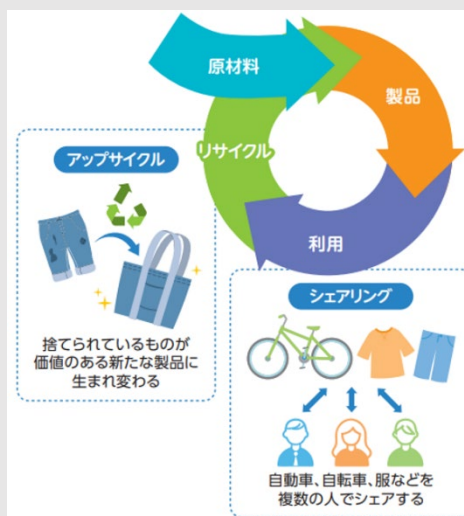 原材料
製品
リサイクル
利用
アップサイクル
捨てられているものが
価値のある新たな製品に
生まれ変わる
シェアリング
自動車、自転車、服などを
複数の人でシェアする